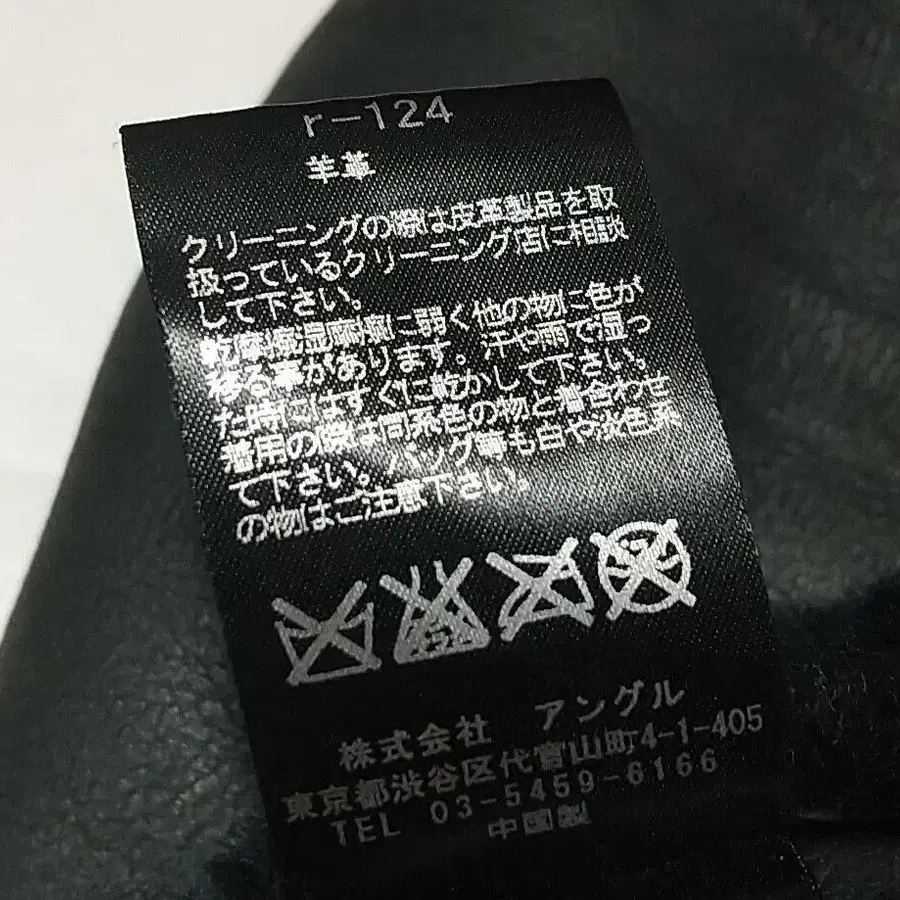 r-124
羊革
クリーニングの際は皮革製品を取
扱っているクリーニング店に相談
して下さい。
乾摩擦湿摩擦に弱く他の物に色が
移る事があります。汗や雨で湿っ
た時にはすぐに乾かして下さい。
着用の際は同系色の物と着合わせ
て下さい。バッグ等も白や淡色系
の物はご注意下さい。
ドライ
株式会社 アングル
東京都渋谷区代官山町4-1-405
TEL 03-5459-6166
中国製